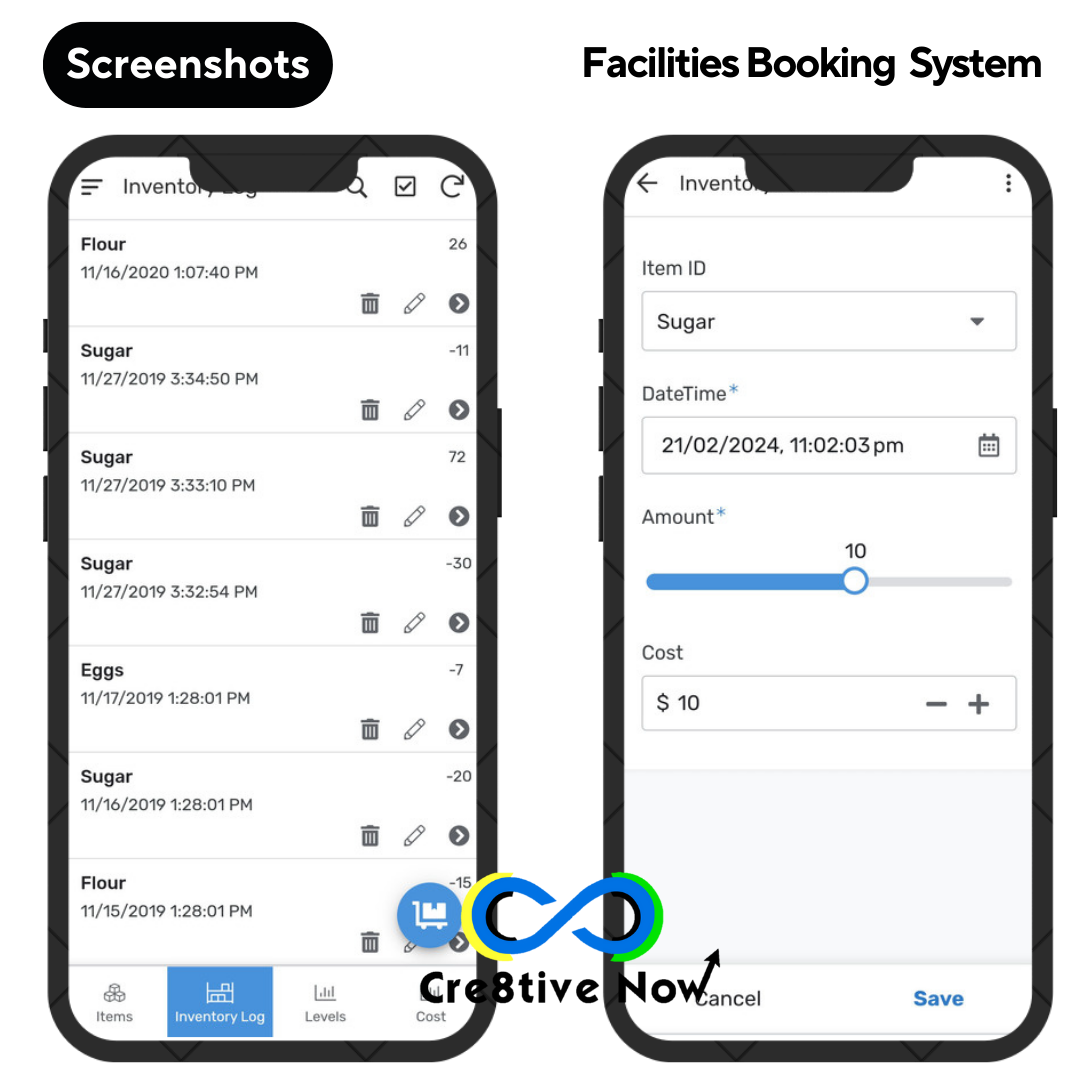 Screenshots
Facilities Booking System
Inventory Log
Flour
26
11/16/2020 1:07:40 PM
Sugar
-11
11/27/2019 3:34:50 PM
Sugar
72
11/27/2019 3:33:10 PM
Sugar
-30
11/27/2019 3:32:54 PM
Eggs
-7
11/17/2019 1:28:01 PM
Sugar
-20
11/16/2019 1:28:01 PM
Flour
-15
11/15/2019 1:28:01 PM
Items
Inventory Log
Levels
Cost
Inventory
Item ID
Sugar
DateTime*
21/02/2024, 11:02:03 pm
Amount*
10
Cost
$ 10
Cancel
Save
Cre8tive Now